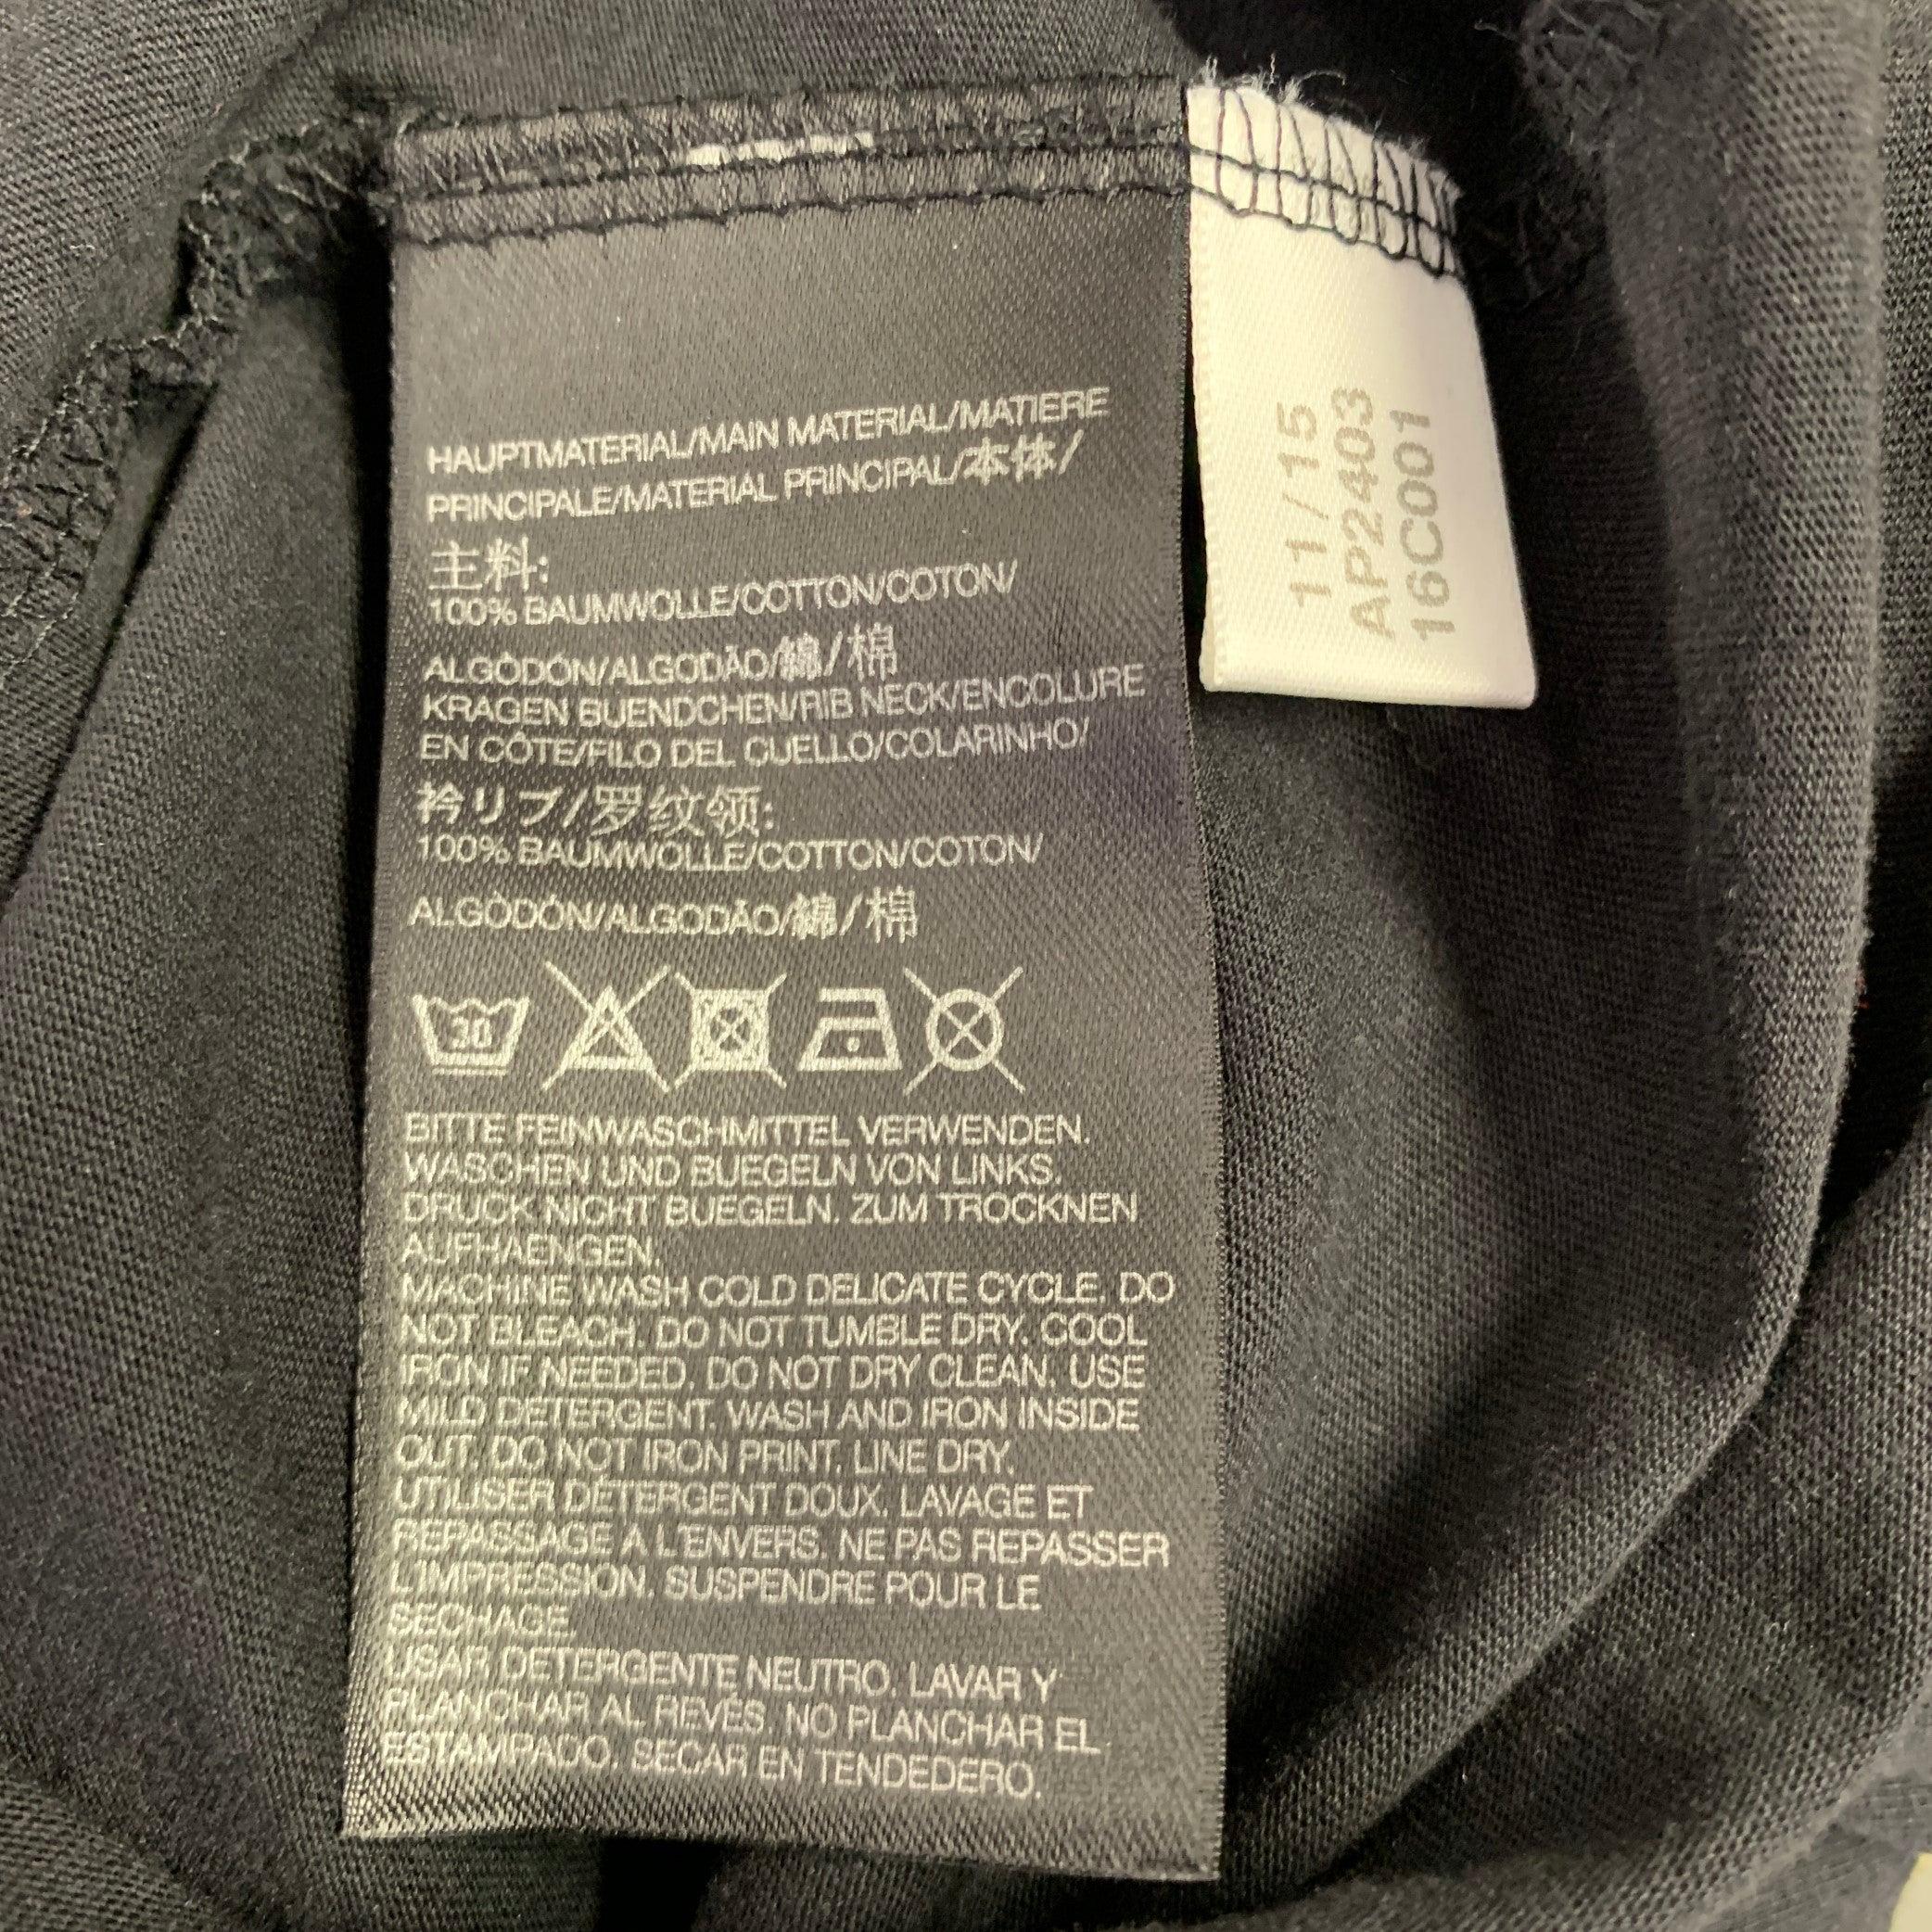 HAUPTMATERIAL/MAIN MATERIAL/MATIERE
PRINCIPALE/MATERIAL PRINCIPAL/本体/
主料:
100% BAUMWOLLE/COTTON/COTON/
ALGÒDÓN/ALGODÃO/綿/棉
KRAGEN BUENDCHEN/RIB NECK/ENCOLURE
EN CÔTE/FILO DEL CUELLO/COLARINHO/
衿リブ/罗纹领:
100% BAUMWOLLE/COTTON/COTON/
ALGÒDÓN/ALGODÃO/綿/棉
30
BITTE FEINWASCHMITTEL VERWENDEN.
WASCHEN UND BUEGELN VON LINKS.
DRUCK NICHT BUEGELN. ZUM TROCKNEN
AUFHAENGEN.
MACHINE WASH COLD DELICATE CYCLE. DO
NOT BLEACH. DO NOT TUMBLE DRY. COOL
IRON IF NEEDED. DO NOT DRY CLEAN. USE
MILD DETERGENT. WASH AND IRON INSIDE
OUT. DO NOT IRON PRINT. LINE DRY.
UTILISER DÉTERGENT DOUX. LAVAGE ET
REPASSAGE A L'ENVERS. NE PAS REPASSER
L'IMPRESSION. SUSPENDRE POUR LE
SECHAGE.
USAR DETERGENTE NEUTRO. LAVAR Y
PLANCHAR AL REVÉS. NO PLANCHAR EL
ESTAMPADO. SECAR EN TENDEDERO.
11/15
AP2403
16C001